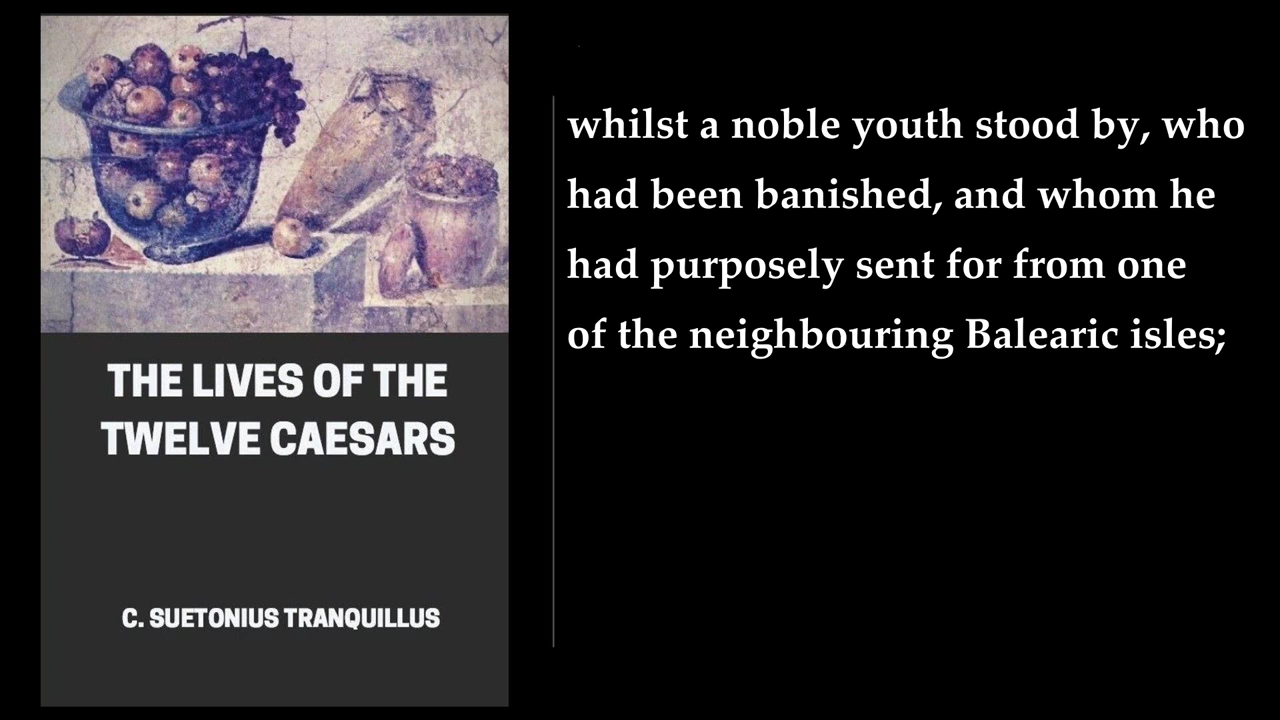 THE LIVES OF THE
TWELVE CAESARS
C. SUETONIUS TRANQUILLUS
whilst a noble youth stood by, who
had been banished, and whom he
had purposely sent for from one
of the neighbouring Balearic isles;